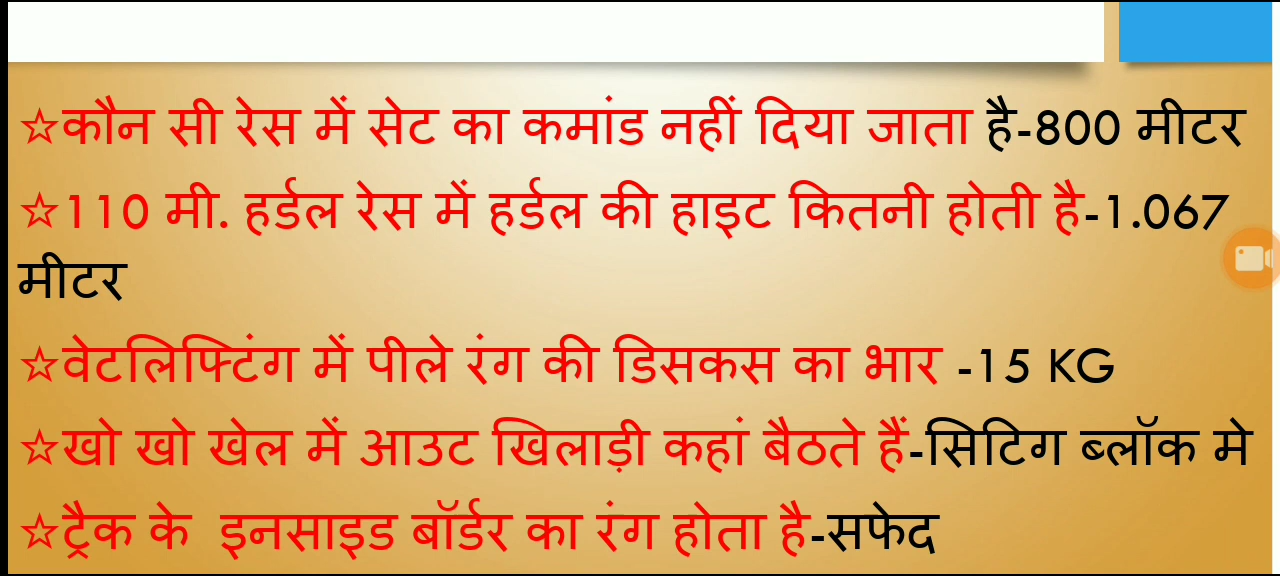 ☆कौन सी रेस में सेट का कमांड नहीं दिया जाता है-800 मीटर
☆110 मी. हर्डल रेस में हर्डल की हाइट कितनी होती है-1.067
मीटर
☆वेटलिफ्टिंग में पीले रंग की डिसकस का भार -15 KG
☆खो खो खेल में आउट खिलाड़ी कहां बैठते हैं-सिटिग ब्लॉक मे
☆ट्रैक के इनसाइड बॉर्डर का रंग होता है-सफेद